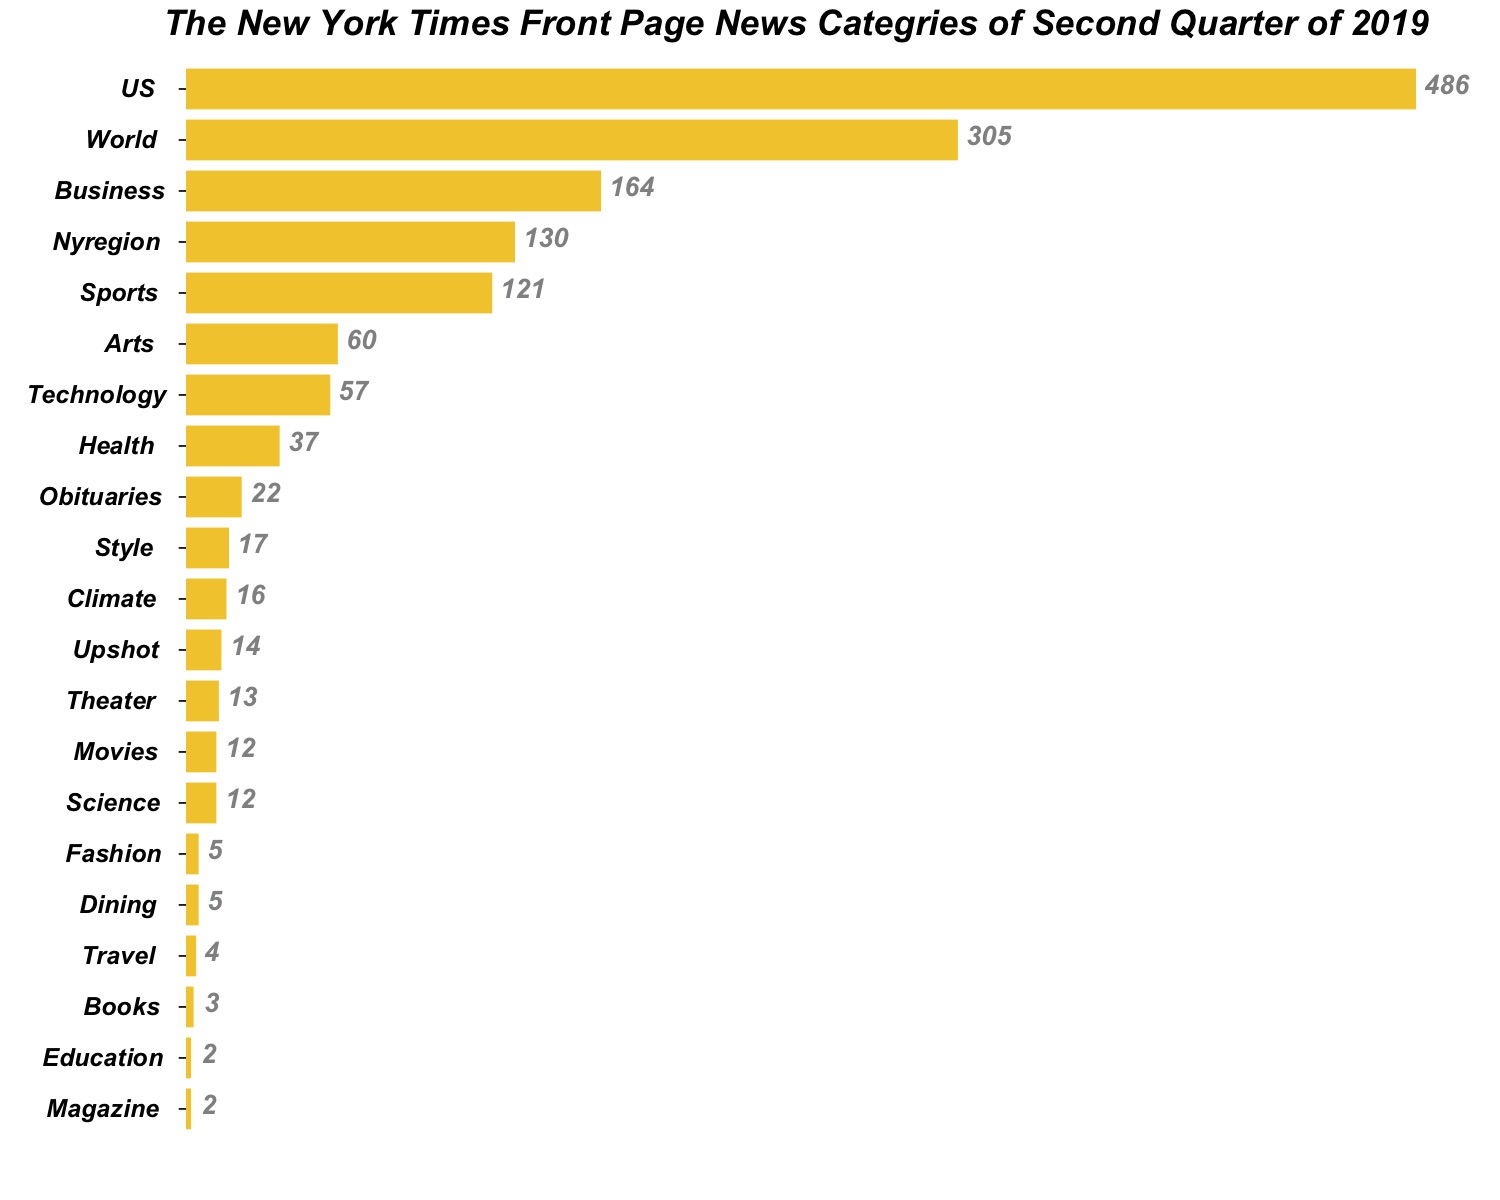 The New York Times Front Page News Categries of Second Quarter of 2019
US 486
World 305
Business 164
Nyregion 130
Sports 121
Arts 60
Technology 57
Health 37
Obituaries 22
Style 17
Climate 16
Upshot 14
Theater 13
Movies 12
Science 12
Fashion 5
Dining 5
Travel 4
Books 3
Education 2
Magazine 2